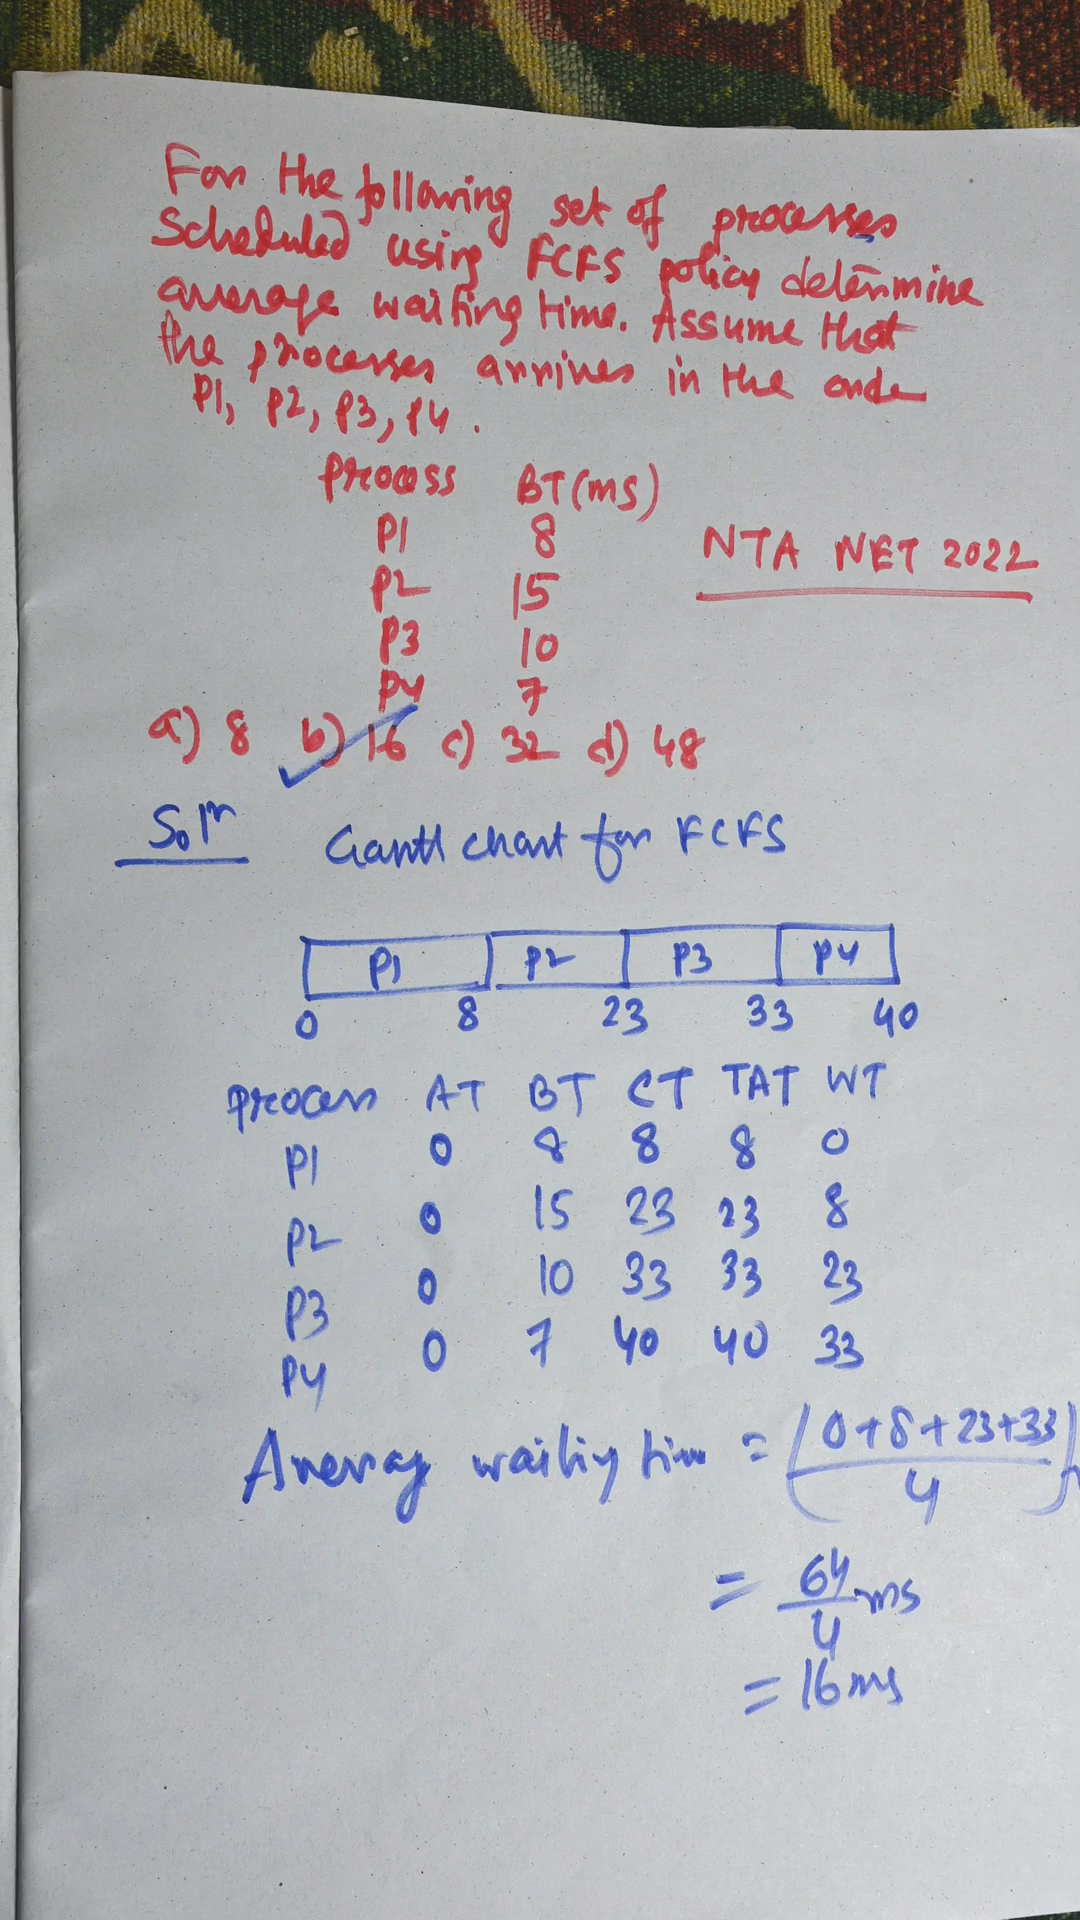 For the following set of processes
Scheduled using FCFS policy determine
average waiting time. Assume that
the processes arrives in the orde
P1, P2, P3, P4.
Process BT(ms)
P1 8
P2 15
P3 10
P4 7
NTA NET 2022
a) 8 b) 16 c) 32 d) 48
Soln Gantt chart for FCFS
P1 P2 P3 P4
0 8 23 33 40
process AT BT CT TAT WT
P1 0 8 8 8 0
P2 0 15 23 23 8
P3 0 10 33 33 23
P4 0 7 40 40 33
Average waiting time = (0+8+23+33)
4
= 64/4 ms
= 16 ms